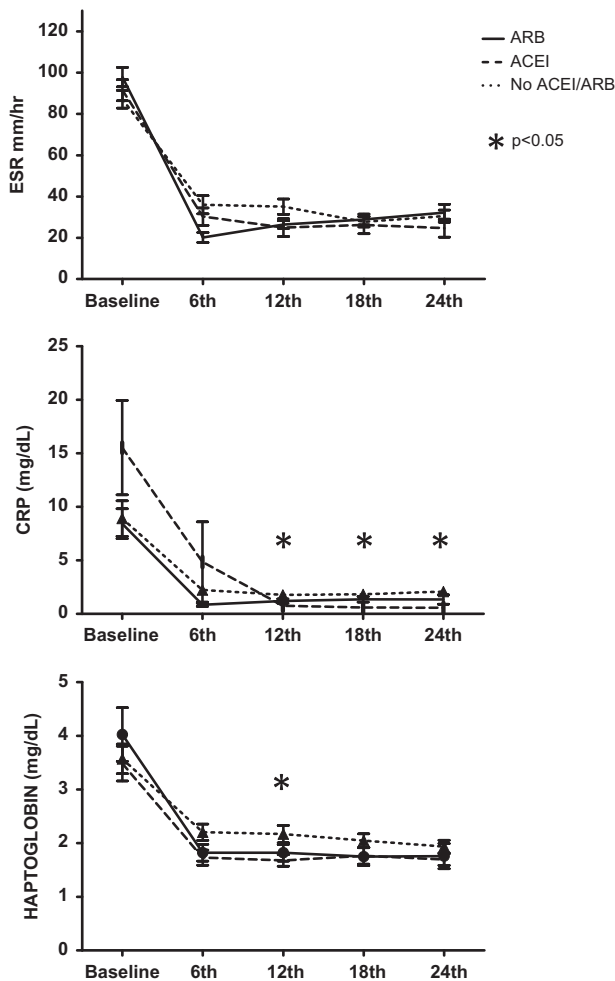 120
100
80
60
40
20
0
ESR mm/hr
Baseline 6th 12th 18th 24th
ARB
ACEI
No ACEI/ARB
* p<0.05
25
20
15
10
5
0
CRP (mg/dL)
* * *
Baseline 6th 12th 18th 24th
5
4
3
2
1
0
HAPTOGLOBIN (mg/dL)
*
Baseline 6th 12th 18th 24th